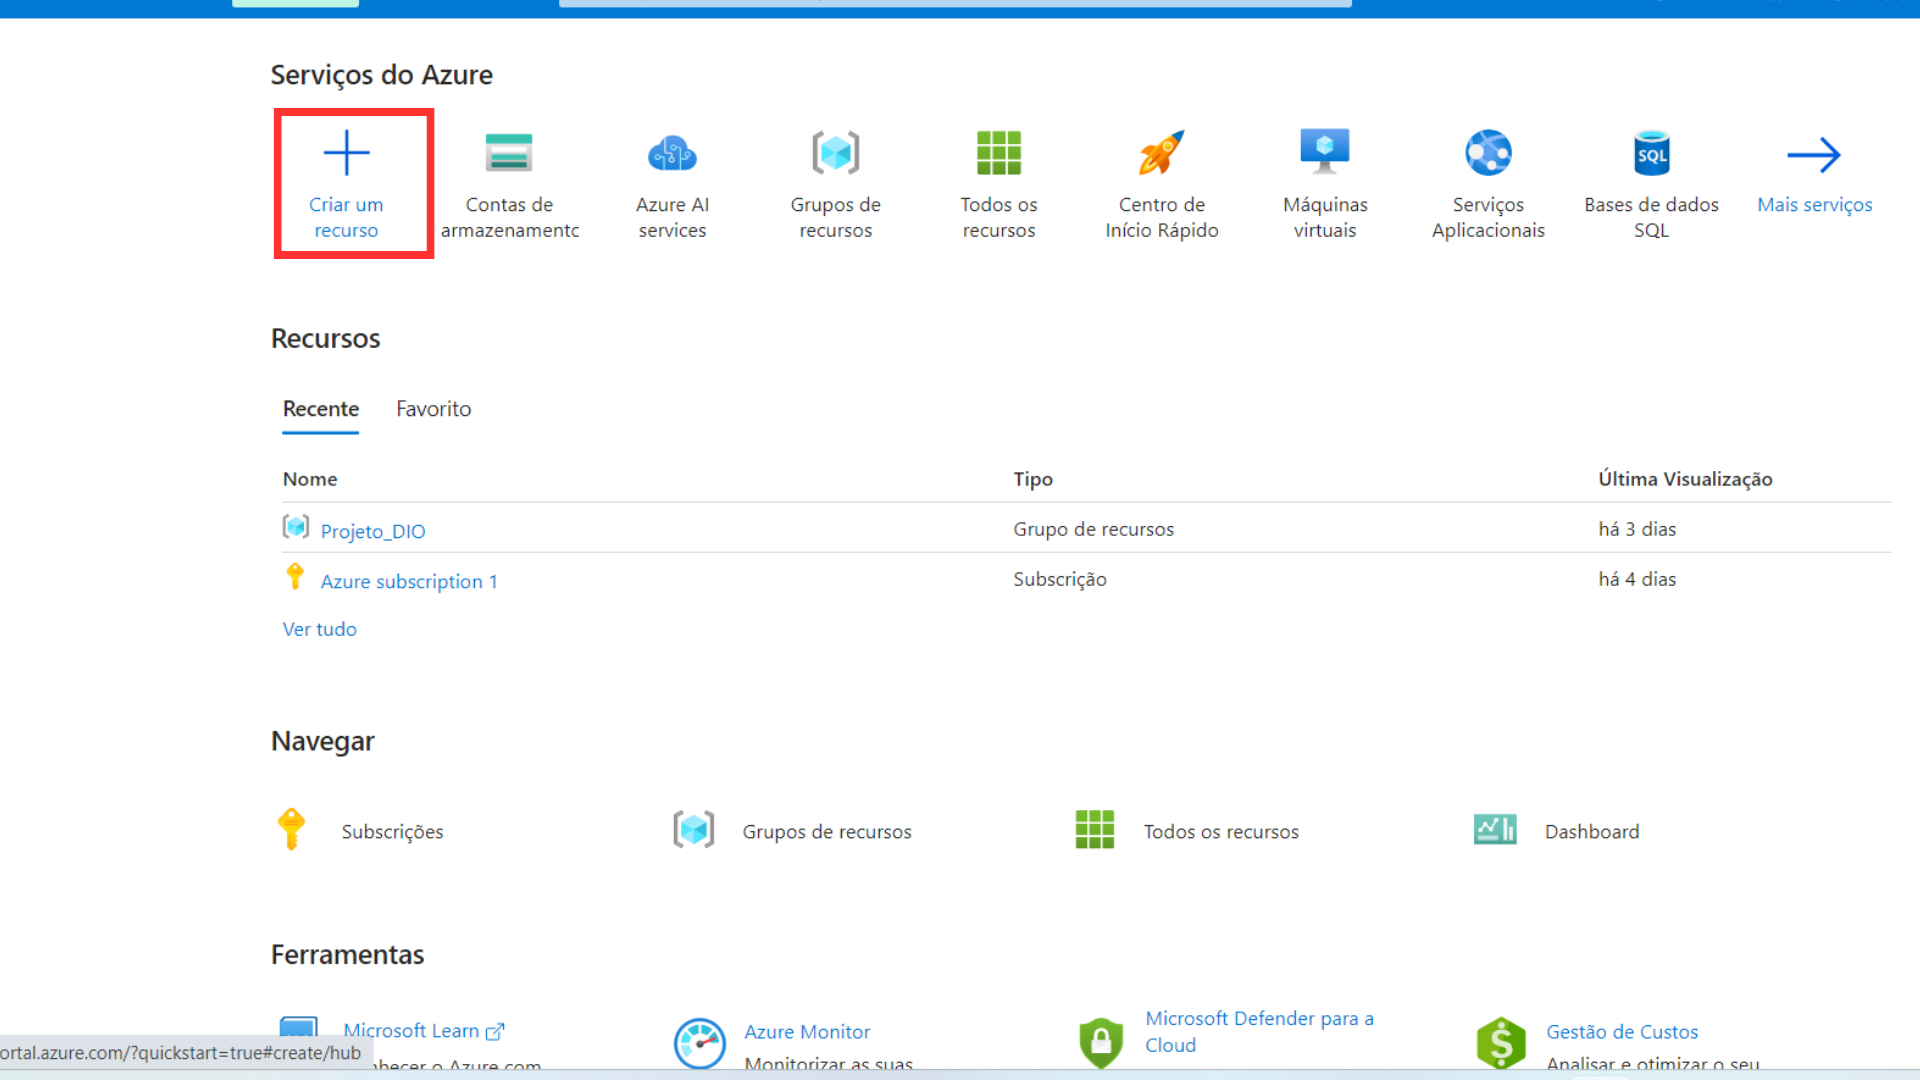 Serviços do Azure
Criar um
recurso
Contas de
armazenamentc
Azure AI
services
Grupos de
recursos
Todos os
recursos
Centro de
Início Rápido
Máquinas
virtuais
Serviços
Aplicacionais
SQL
Bases de dados
SQL
Mais serviços
Recursos
Recente Favorito
Nome Tipo Última Visualização
Projeto_DIO Grupo de recursos há 3 dias
Azure subscription 1 Subscrição há 4 dias
Ver tudo
Navegar
Subscrições Grupos de recursos Todos os recursos Dashboard
Ferramentas
Microsoft Learn
hecer o Azure com
Azure Monitor
Monitorizar as suas
Microsoft Defender para a
Cloud
Gestão de Custos
Analisar e otimizar o seu
ortal.azure.com/?quickstart=true#create/hub